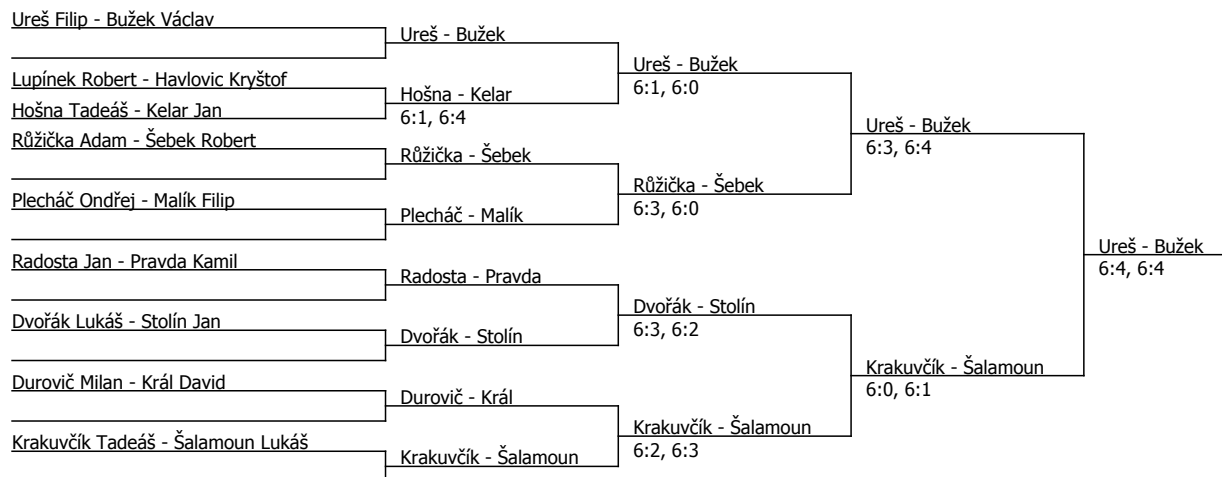 Ureš Filip - Bužek Václav
Lupínek Robert - Havlovic Kryštof
Hošna Tadeáš - Kelar Jan
Růžička Adam - Šebek Robert
Plecháč Ondřej - Malík Filip
Radosta Jan - Pravda Kamil
Dvořák Lukáš - Stolín Jan
Durovič Milan - Král David
Krakuvčík Tadeáš - Šalamoun Lukáš
Ureš - Bužek
Hošna - Kelar
6:1, 6:4
Růžička - Šebek
Plecháč - Malík
Radosta - Pravda
Dvořák - Stolín
Durovič - Král
Krakuvčík - Šalamoun
Ureš - Bužek
6:1, 6:0
Růžička - Šebek
6:3, 6:0
Dvořák - Stolín
6:3, 6:2
Krakuvčík - Šalamoun
6:2, 6:3
Ureš - Bužek
6:3, 6:4
Krakuvčík - Šalamoun
6:0, 6:1
Ureš - Bužek
6:4, 6:4